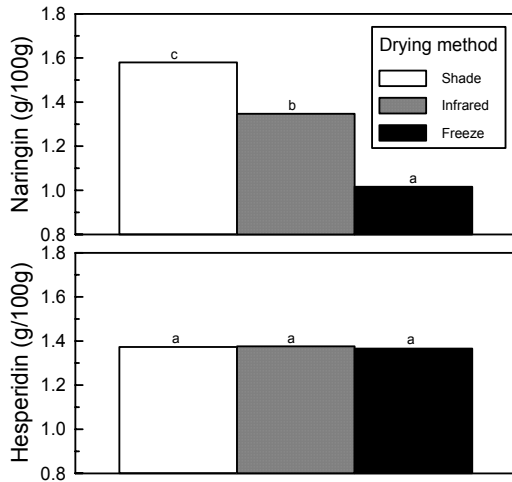 1.8
1.6
1.4
1.2
1.0
0.8
Naringin (g/100g)
c
b
a
Drying method
Shade
Infrared
Freeze
1.8
1.6
1.4
1.2
1.0
0.8
Hesperidin (g/100g)
a
a
a